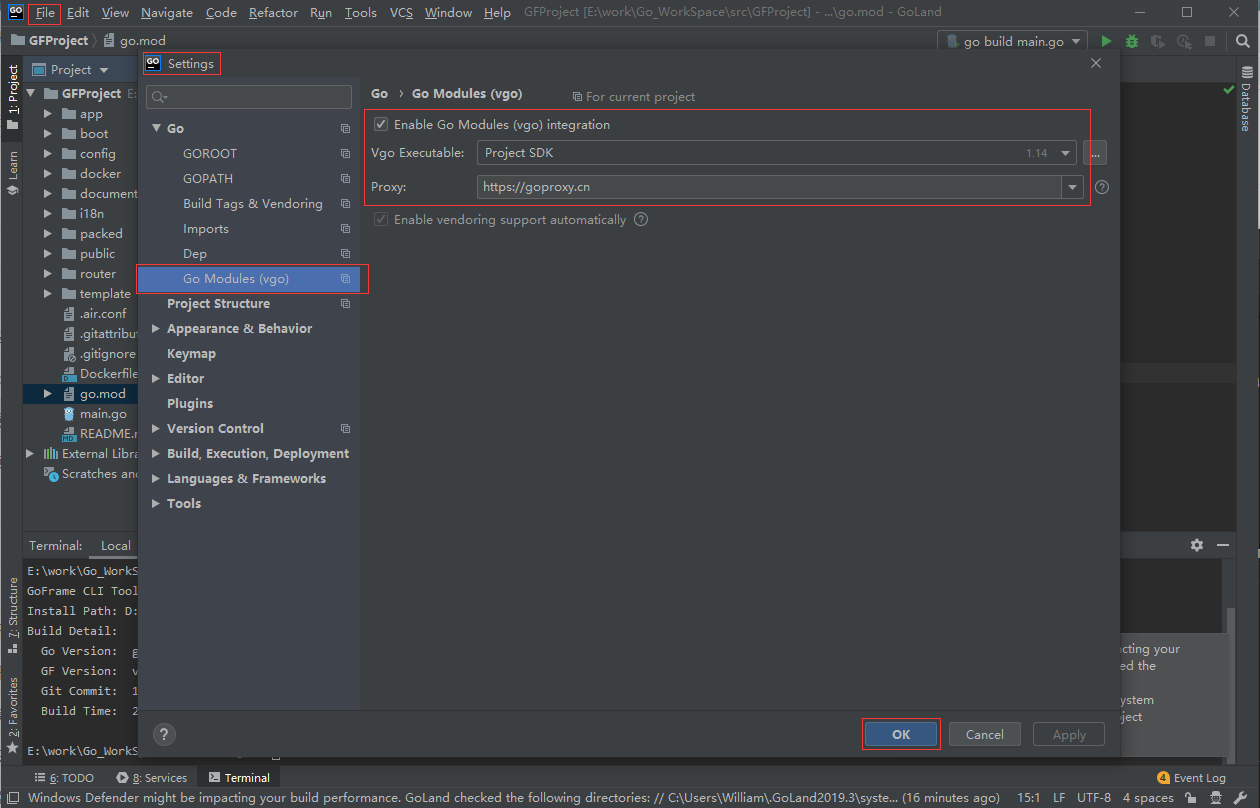 GO File Edit View Navigate Code Refactor Run Tools VCS Window Help GFProject [E:\work\Go_WorkSpace\src\GFProject] - ...\go.mod - GoLand
GFProject go.mod go build main.go
1: Project
Learn
7: Structure
2: Favorites
Project
GFProject E:
app
boot
config
docker
document
i18n
packed
public
router
template
.air.conf
.gitattribut
.gitignore
Dockerfile
go.mod
main.go
README.
External Libra
Scratches and
GO Settings
Go
GOROOT
GOPATH
Build Tags & Vendoring
Imports
Dep
Go Modules (vgo)
Project Structure
Appearance & Behavior
Keymap
Editor
Plugins
Version Control
Build, Execution, Deployment
Languages & Frameworks
Tools
Go › Go Modules (vgo) For current project
Enable Go Modules (vgo) integration
Vgo Executable: Project SDK 1.14 ...
Proxy: https://goproxy.cn ?
Enable vendoring support automatically ?
? OK Cancel Apply
Database
Terminal: Local
E:\work\Go_WorkS
GoFrame CLI Tool
Install Path: D:
Build Detail:
Go Version: g
GF Version: v
Git Commit: 1
Build Time: 2
E:\work\Go_WorkS
cting your
ed the
ystem
ject
6: TODO 8: Services Terminal 4 Event Log
Windows Defender might be impacting your build performance. GoLand checked the following directories: // C:\Users\William\.GoLand2019.3\syste... (16 minutes ago) 15:1 LF UTF-8 4 spaces